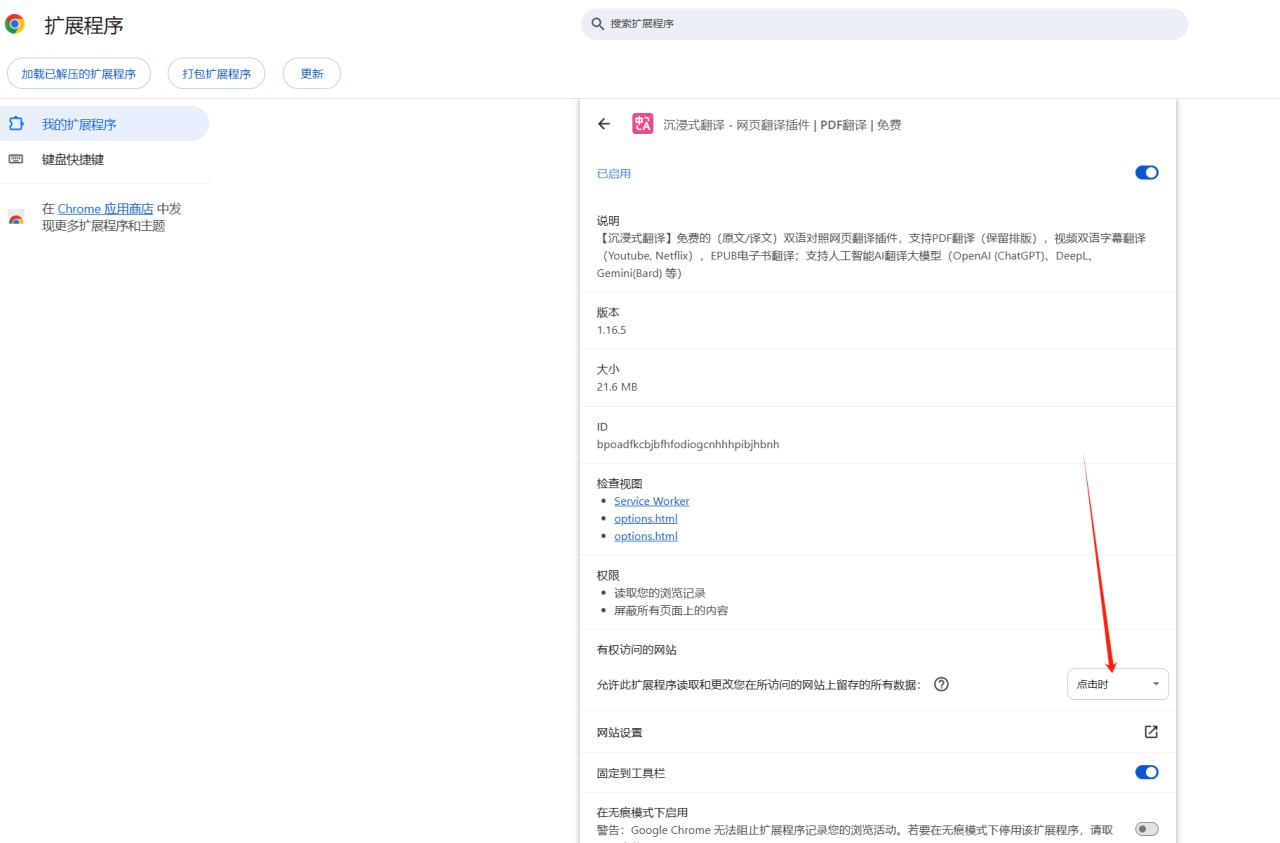 扩展程序
搜索扩展程序
加载已解压的扩展程序
打包扩展程序
更新
我的扩展程序
键盘快捷键
在 Chrome 应用商店 中发
现更多扩展程序和主题
沉浸式翻译 - 网页翻译插件 | PDF翻译 | 免费
已启用
说明
【沉浸式翻译】免费的（原文/译文）双语对照网页翻译插件，支持PDF翻译（保留排版），视频双语字幕翻译
（Youtube, Netflix），EPUB电子书翻译；支持人工智能AI翻译大模型（OpenAI (ChatGPT)、DeepL、
Gemini(Bard) 等）
版本
1.16.5
大小
21.6 MB
ID
bpoadfkcbjbfhfodiogcnhhhpibjhbnh
检查视图
Service Worker
options.html
options.html
权限
读取您的浏览记录
屏蔽所有页面上的内容
有权访问的网站
允许此扩展程序读取和更改您在所访问的网站上留存的所有数据：
点击时
网站设置
固定到工具栏
在无痕模式下启用
警告：Google Chrome 无法阻止扩展程序记录您的浏览活动。若要在无痕模式下停用该扩展程序，请取